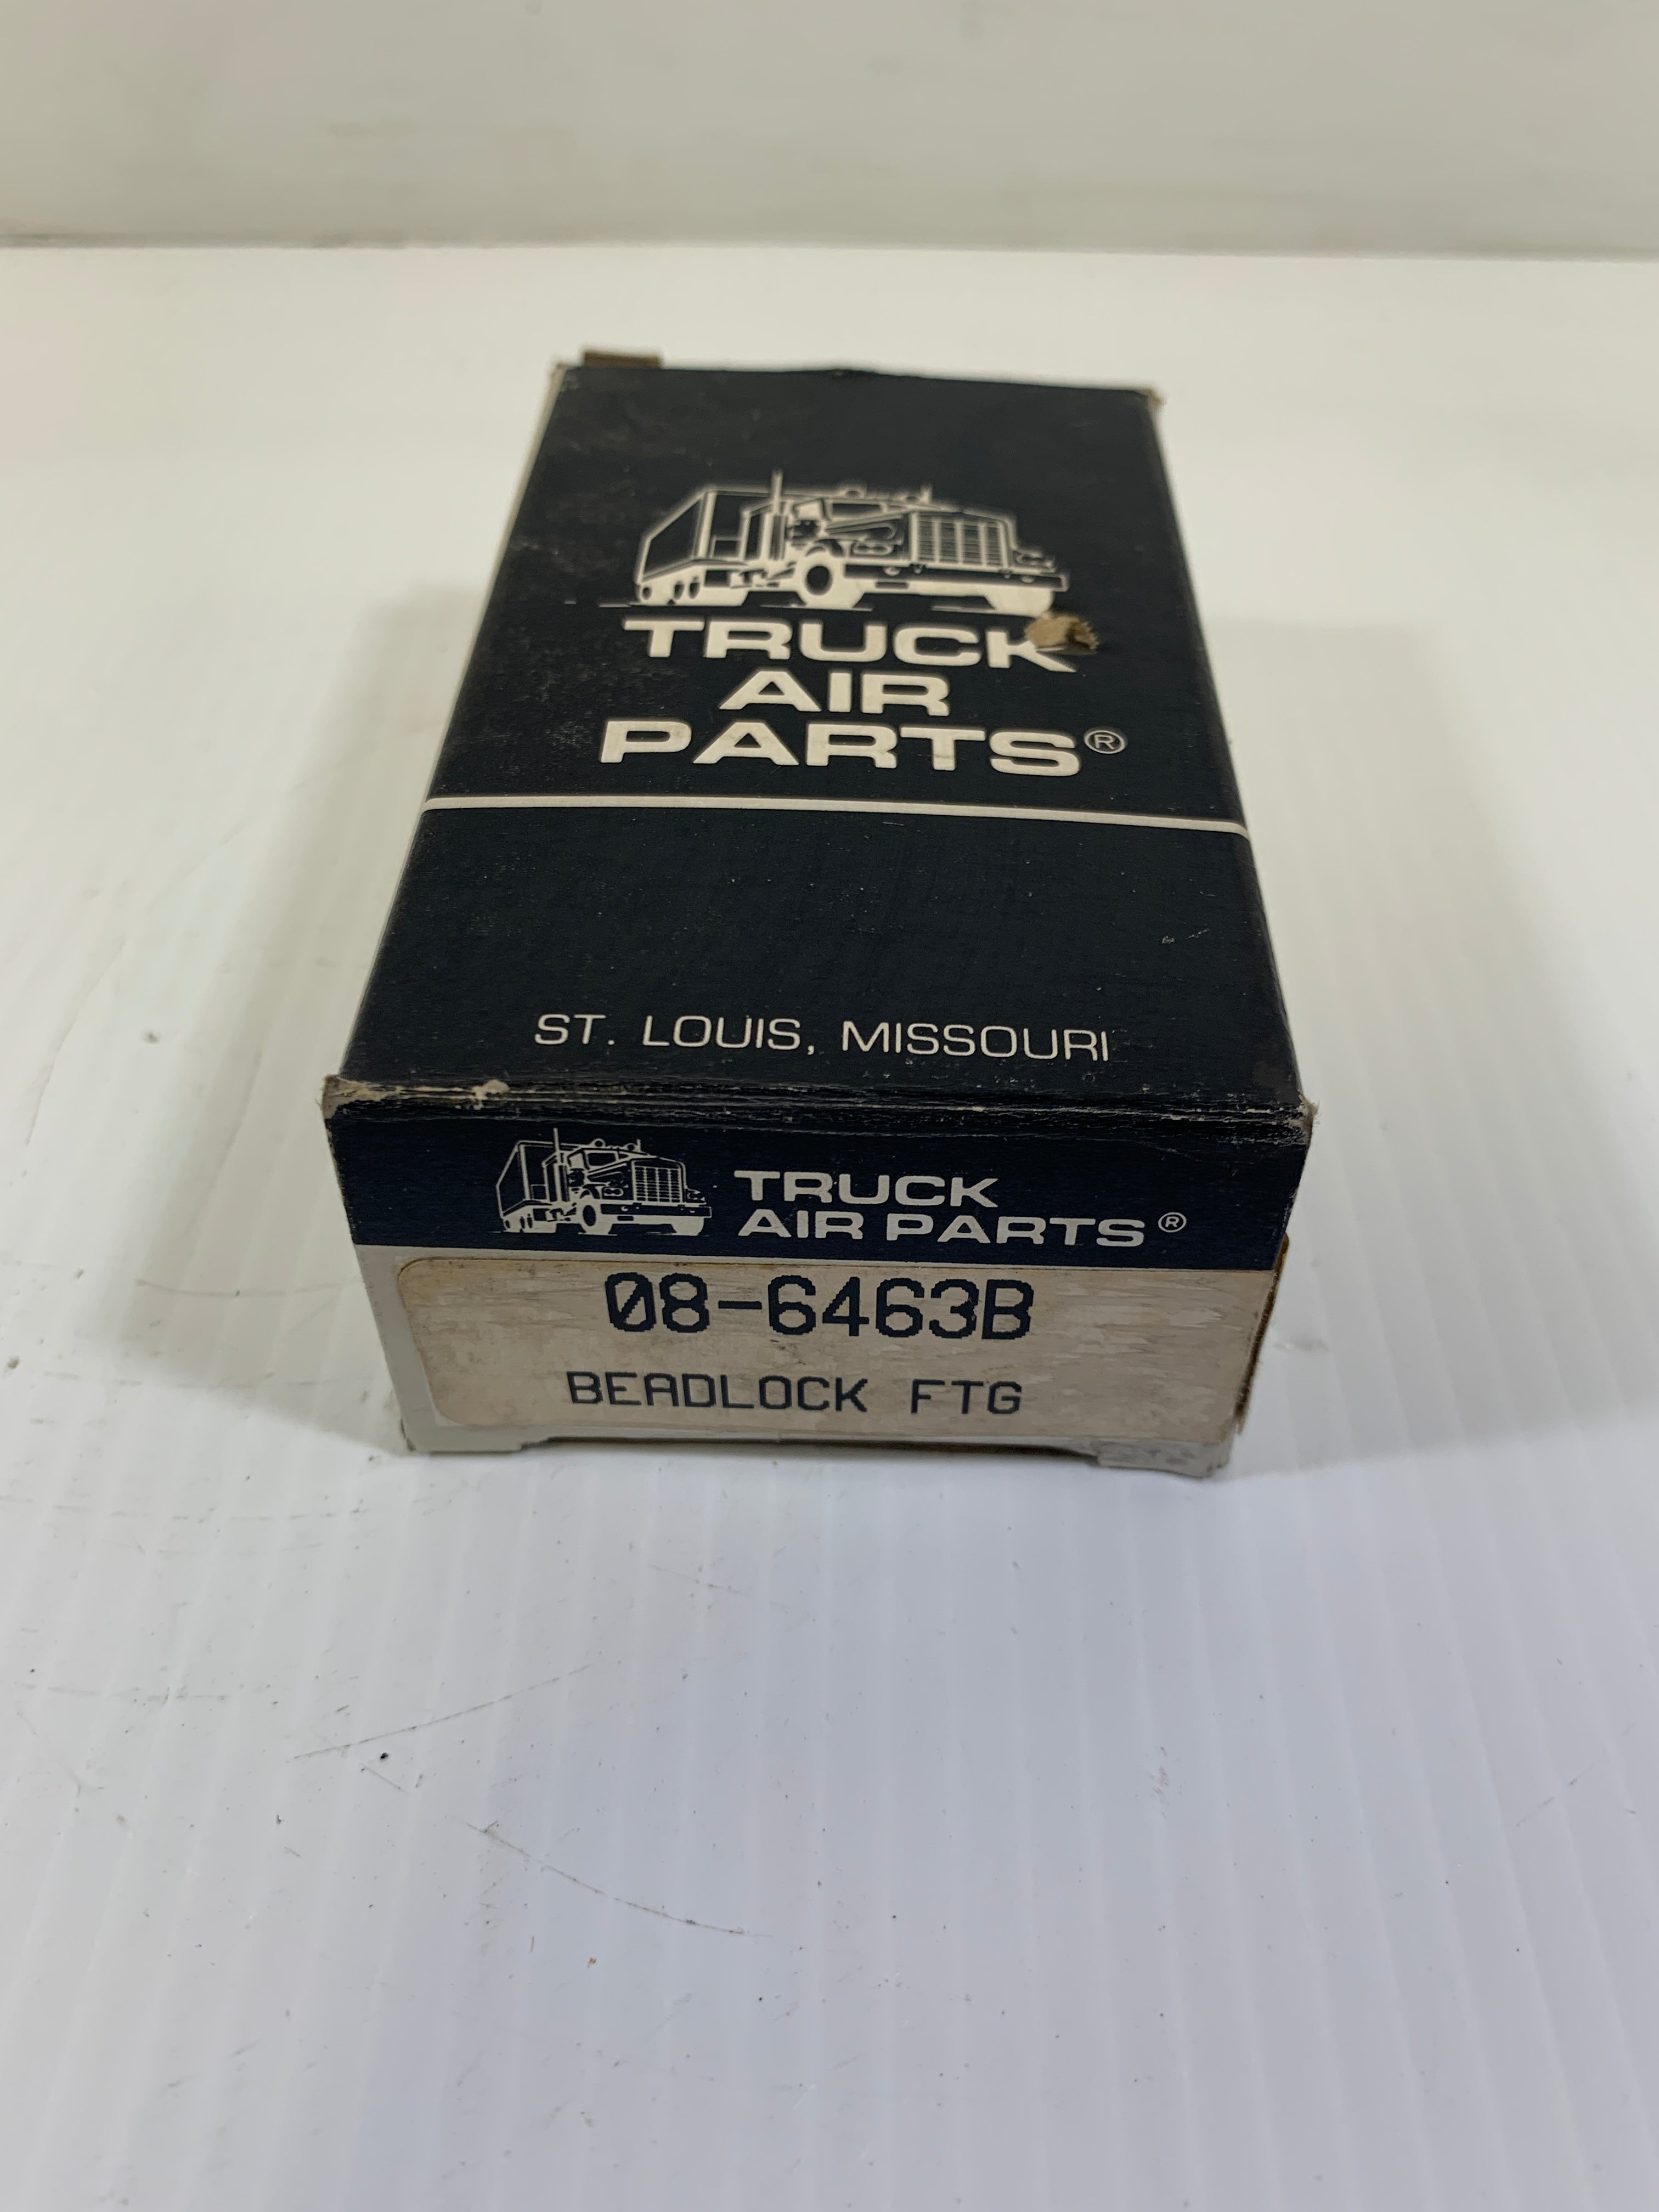 TRUCK
AIR
PARTS®
ST. LOUIS, MISSOURI
TRUCK
AIR PARTS®
08-6463B
BEADLOCK FTG